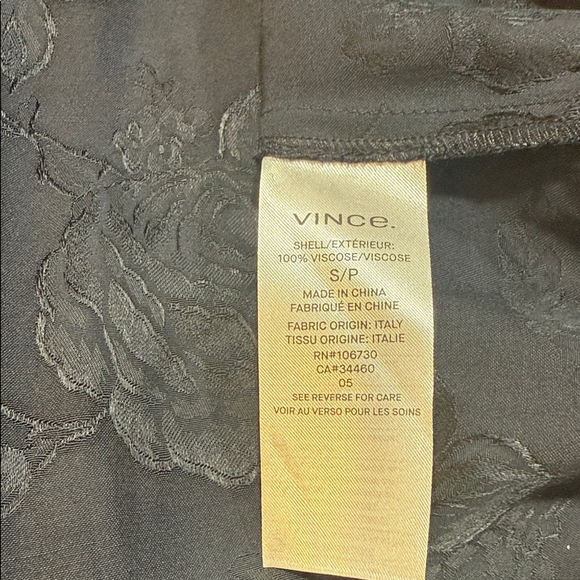 VINCE.
SHELL/EXTÉRIEUR:
100% VISCOSE/VISCOSE
S/P
MADE IN CHINA
FABRIQUÉ EN CHINE
FABRIC ORIGIN: ITALY
TISSU ORIGINE: ITALIE
RN#106730
CA#34460
05
SEE REVERSE FOR CARE
VOIR AU VERSO POUR LES SOINS